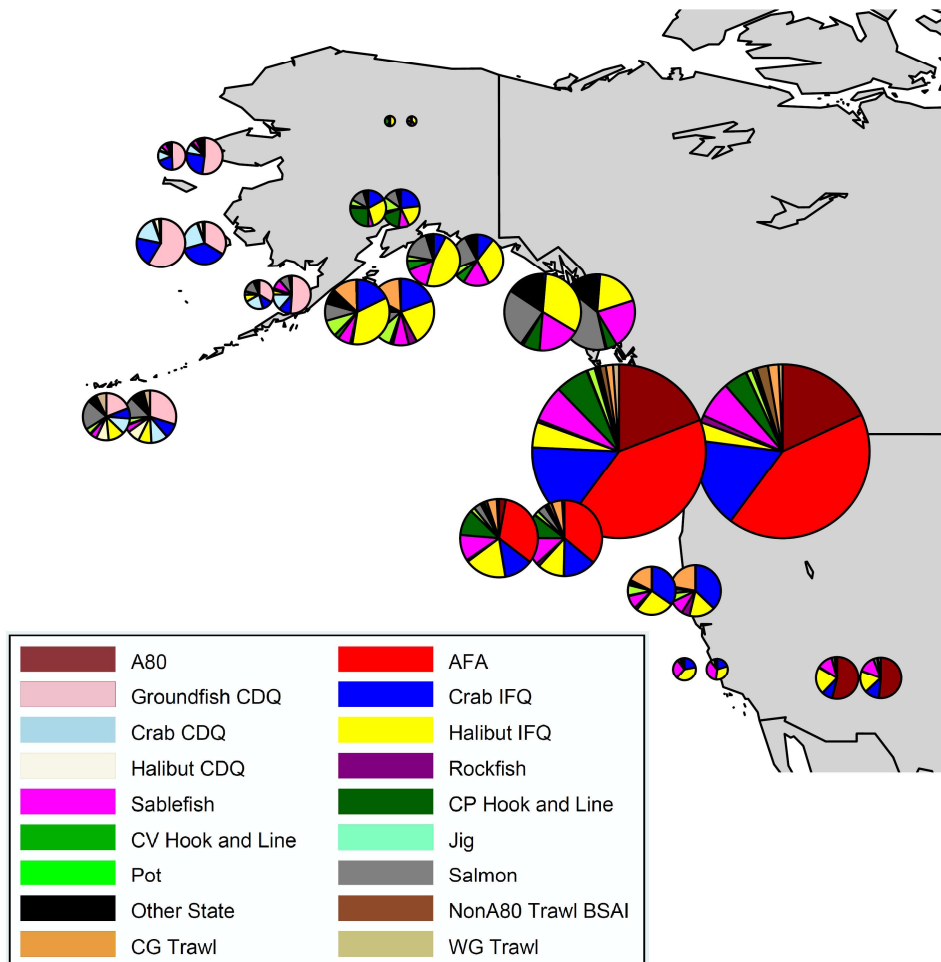 A80 AFA
Groundfish CDQ Crab IFQ
Crab CDQ Halibut IFQ
Halibut CDQ Rockfish
Sablefish CP Hook and Line
CV Hook and Line Jig
Pot Salmon
Other State NonA80 Trawl BSAI
CG Trawl WG Trawl